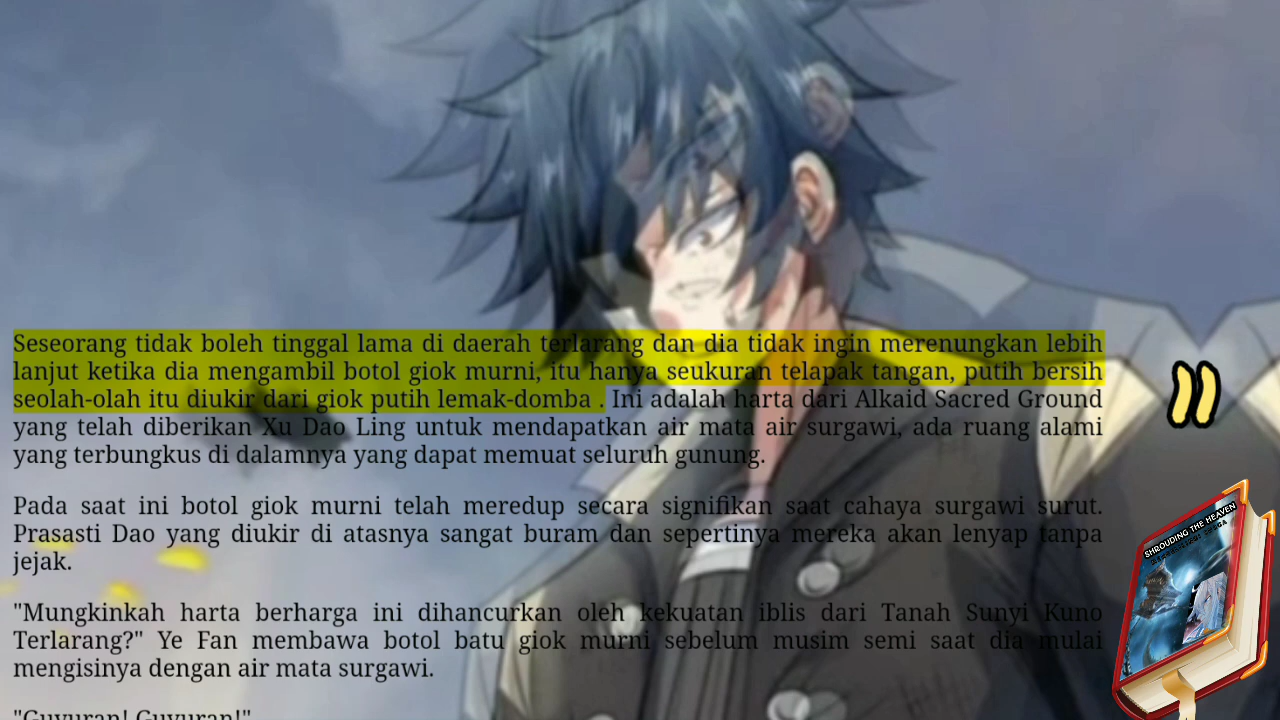 Seseorang tidak boleh tinggal lama di daerah terlarang dan dia tidak ingin merenungkan lebih
lanjut ketika dia mengambil botol giok murni, itu hanya seukuran telapak tangan, putih bersih
seolah-olah itu diukir dari giok putih lemak-domba . Ini adalah harta dari Alkaid Sacred Ground
yang telah diberikan Xu Dao Ling untuk mendapatkan air mata air surgawi, ada ruang alami
yang terbungkus di dalamnya yang dapat memuat seluruh gunung.
Pada saat ini botol giok murni telah meredup secara signifikan saat cahaya surgawi surut.
Prasasti Dao yang diukir di atasnya sangat buram dan sepertinya mereka akan lenyap tanpa
jejak.
"Mungkinkah harta berharga ini dihancurkan oleh kekuatan iblis dari Tanah Sunyi Kuno
Terlarang?" Ye Fan membawa botol batu giok murni sebelum musim semi saat dia mulai
mengisinya dengan air mata surgawi.
"Guyuran! Guyuran!"
SHROUDING THE HEAVEN